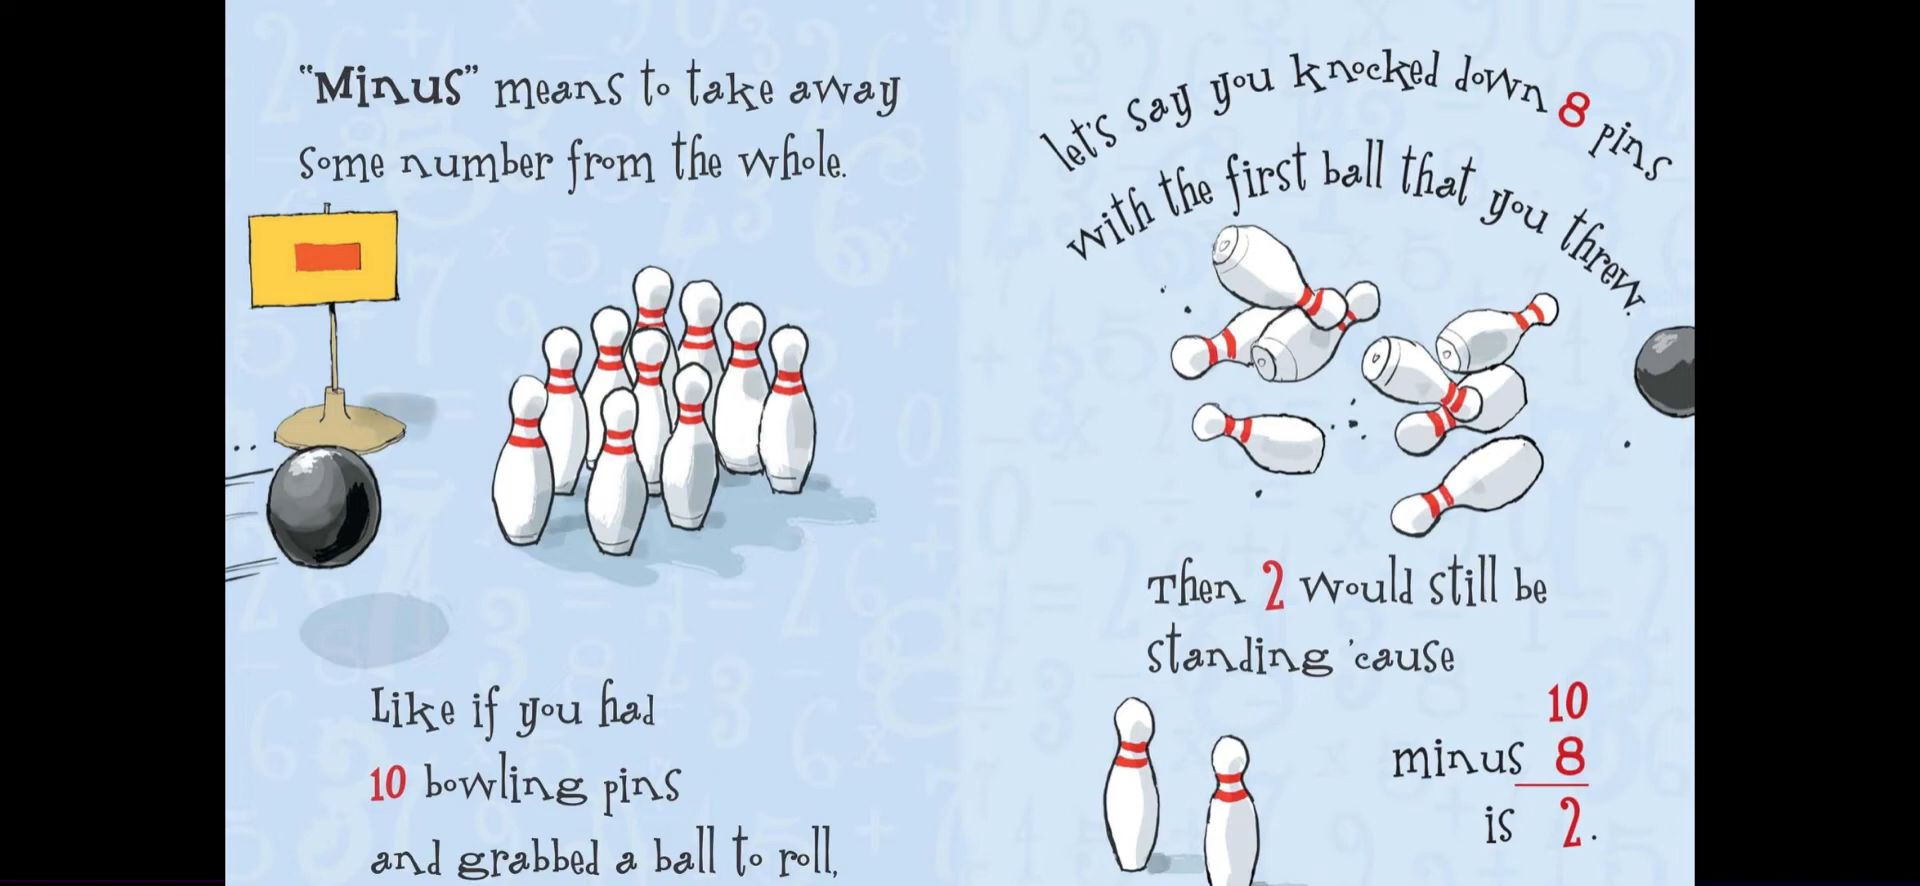 "Minus" means to take away
some number from the whole.
Like if you had
10 bowling pins
and grabbed a ball to roll,
let's say you knocked down 8 pins
with the first ball that you threw.
Then 2 would still be
standing 'cause
10
minus 8
is 2.